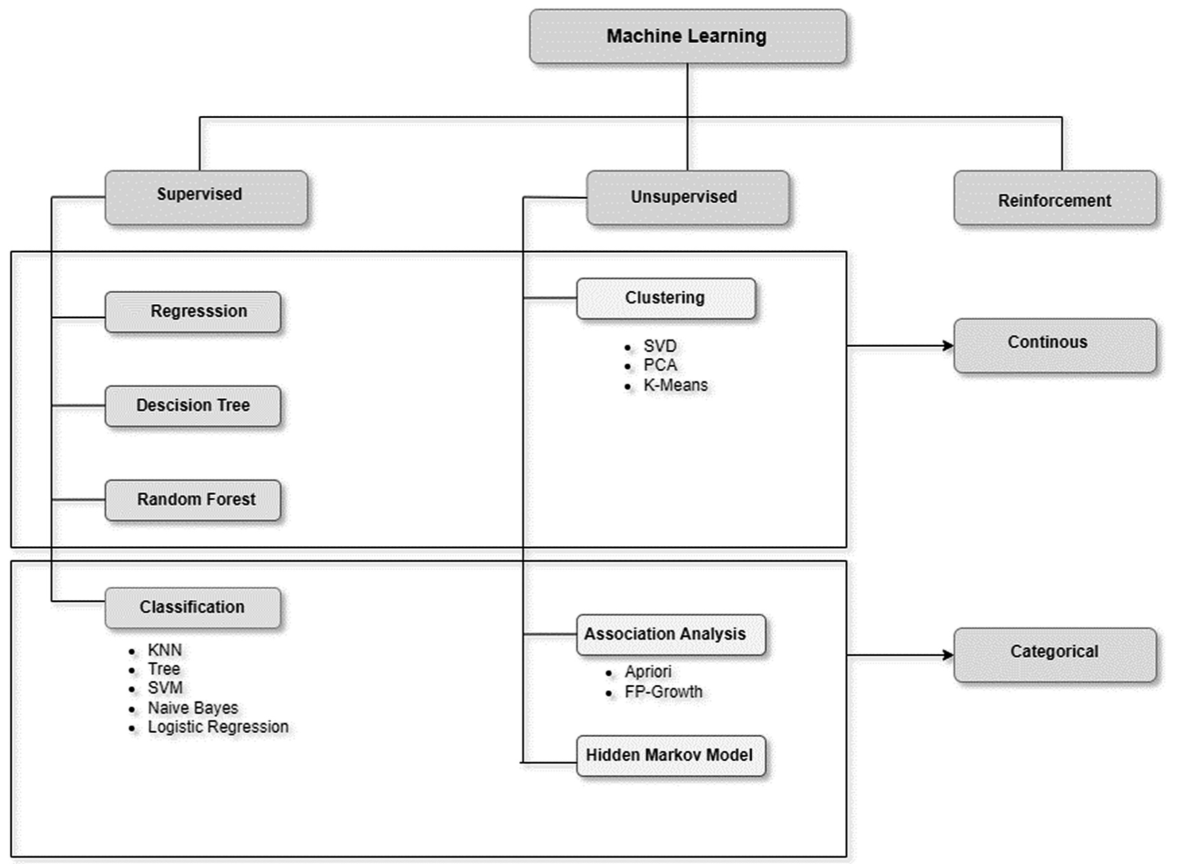 Machine Learning
Supervised
Unsupervised
Reinforcement
Regresssion
Clustering
SVD
PCA
K-Means
Continous
Descision Tree
Random Forest
Classification
KNN
Tree
SVM
Naive Bayes
Logistic Regression
Association Analysis
Apriori
FP-Growth
Hidden Markov Model
Categorical